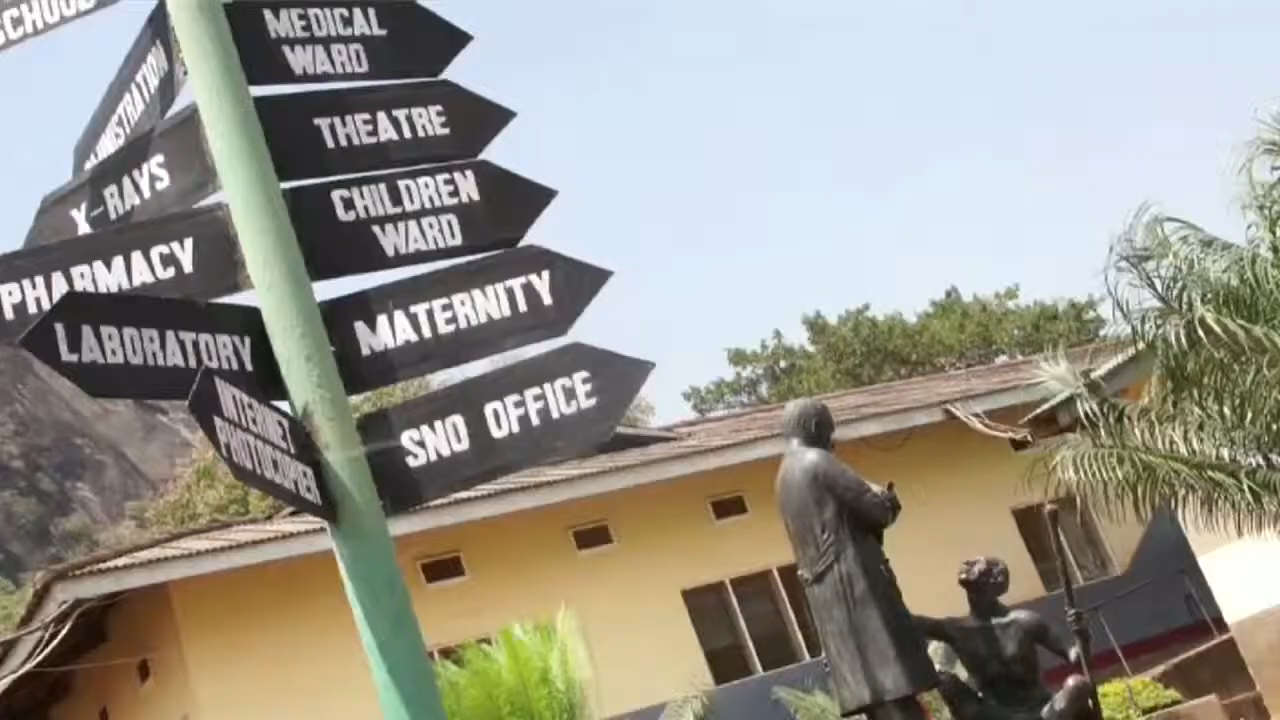 MEDICAL
WARD
THEATRE
X-RAYS
CHILDREN
WARD
PHARMACY
MATERNITY
LABORATORY
INTERNET
PHOTOCOPIER
SNO OFFICE